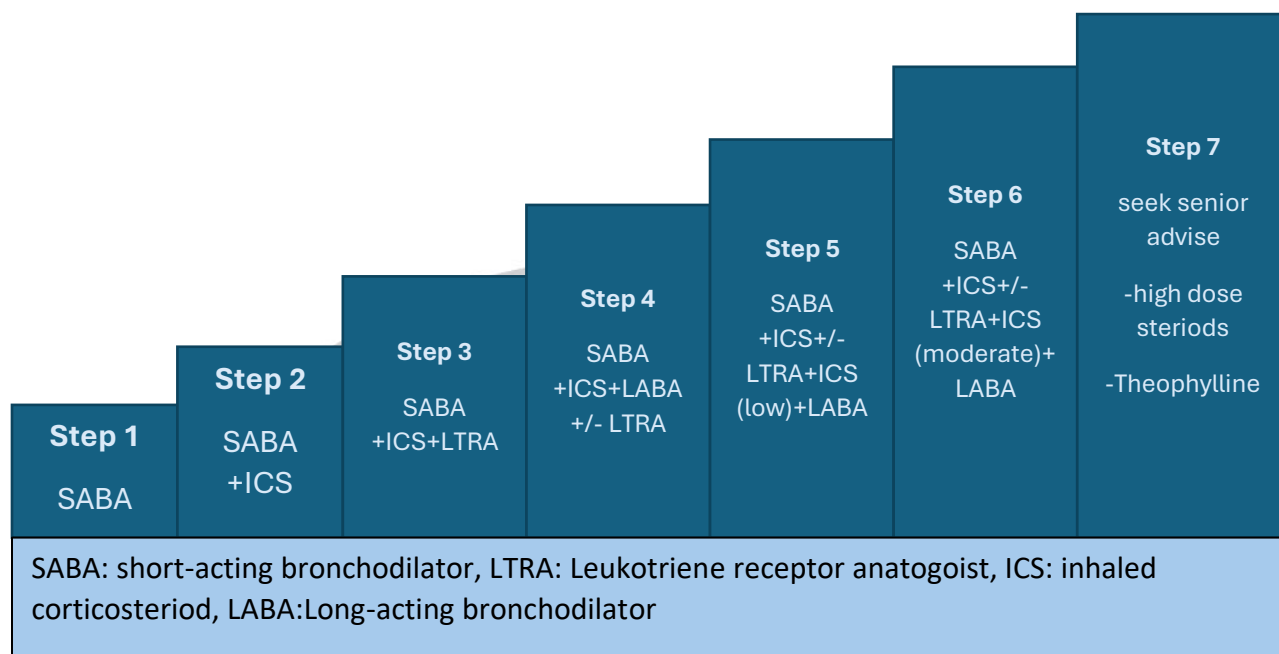 Step 1
SABA
Step 2
SABA
+ICS
Step 3
SABA
+ICS+LTRA
Step 4
SABA
+ICS+LABA
+/- LTRA
Step 5
SABA
+ICS+/-
LTRA+ICS
(low)+LABA
Step 6
SABA
+ICS+/-
LTRA+ICS
(moderate)+
LABA
Step 7
seek senior
advise
-high dose
steriods
-Theophylline
SABA: short-acting bronchodilator, LTRA: Leukotriene receptor anatogoist, ICS: inhaled
corticosteriod, LABA:Long-acting bronchodilator